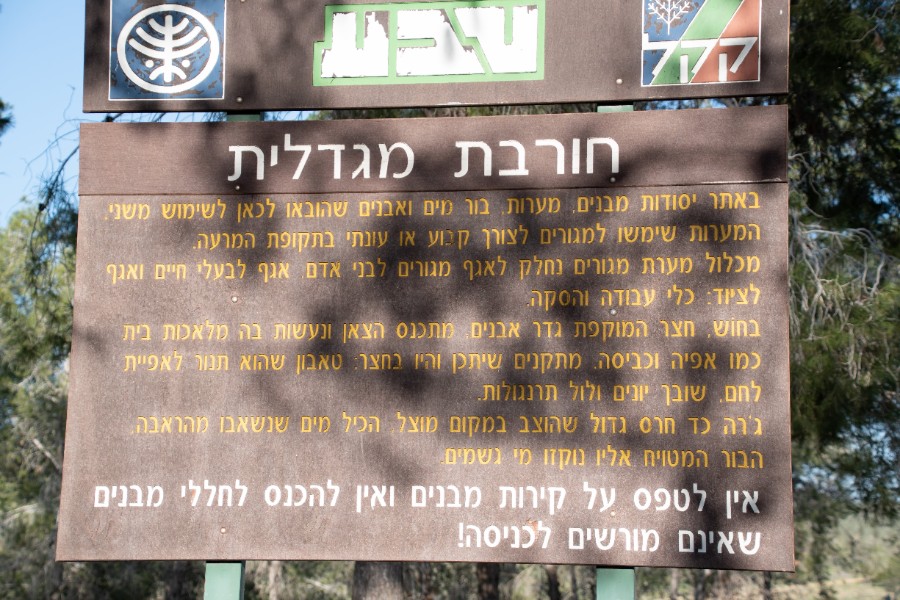 טבע
קקל
חורבת מגדלית
באתר יסודות מבנים, מערות, בור מים ואבנים שהובאו לכאן לשימוש משני.
המערות שימשו למגורים לצורך קבוע או עונתי בתקופת המרעה.
מכלול מערת מגורים נחלק לאגף מגורים לבני אדם, אגף לבעלי חיים ואגף
לציוד: כלי עבודה והסקה.
בחוש, חצר המוקפת גדר אבנים, מתכנס הצאן ונעשות בה מלאכות בית
כמו אפיה וכביסה. מתקנים שיתכן והיו בחצר: טאבון שהוא תנור לאפיית
לחם, שובך יונים ולול תרנגולות.
ג'רה כד חרס גדול שהוצב במקום מוצל הכיל מים שנשאבו מהראבה,
הבור המטויח אליו נוקזו מי גשמים.
אין לטפס על קירות מבנים ואין להכנס לחללי מבנים
שאינם מורשים לכניסה!